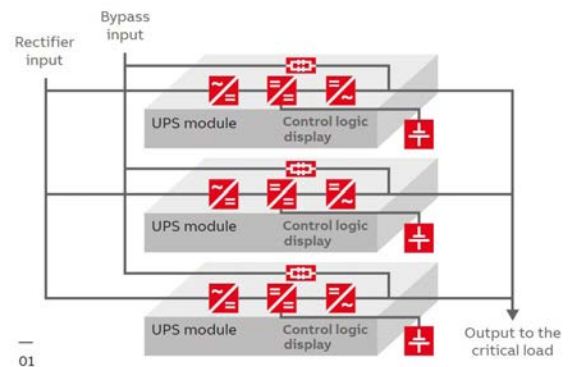 Bypass
input
Rectifier
input
UPS module
Control logic
display
UPS module
Control logic
display
UPS module
Control logic
display
Output to the
critical load
01